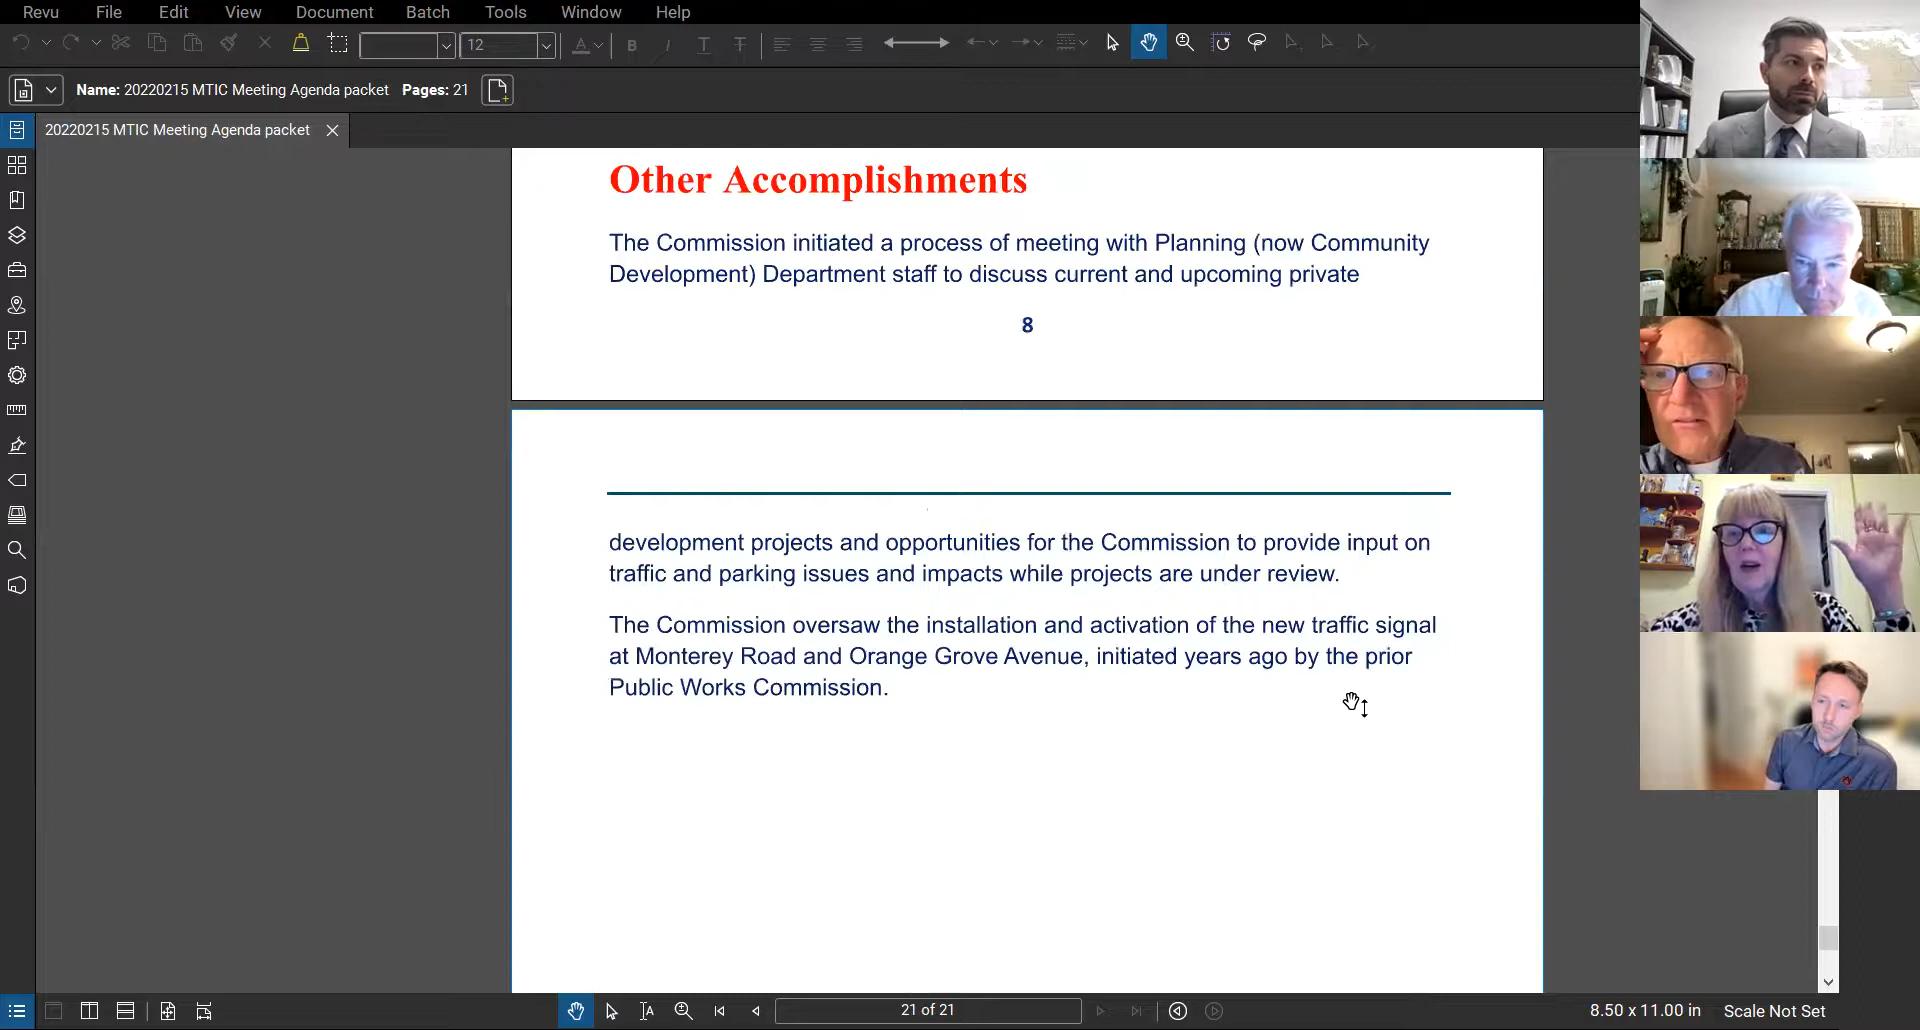 Revu File Edit View Document Batch Tools Window Help
12
Name: 20220215 MTIC Meeting Agenda packet Pages: 21
20220215 MTIC Meeting Agenda packet
Other Accomplishments
The Commission initiated a process of meeting with Planning (now Community
Development) Department staff to discuss current and upcoming private
8
development projects and opportunities for the Commission to provide input on
traffic and parking issues and impacts while projects are under review.
The Commission oversaw the installation and activation of the new traffic signal
at Monterey Road and Orange Grove Avenue, initiated years ago by the prior
Public Works Commission.
21 of 21
8.50 x 11.00 in Scale Not Set